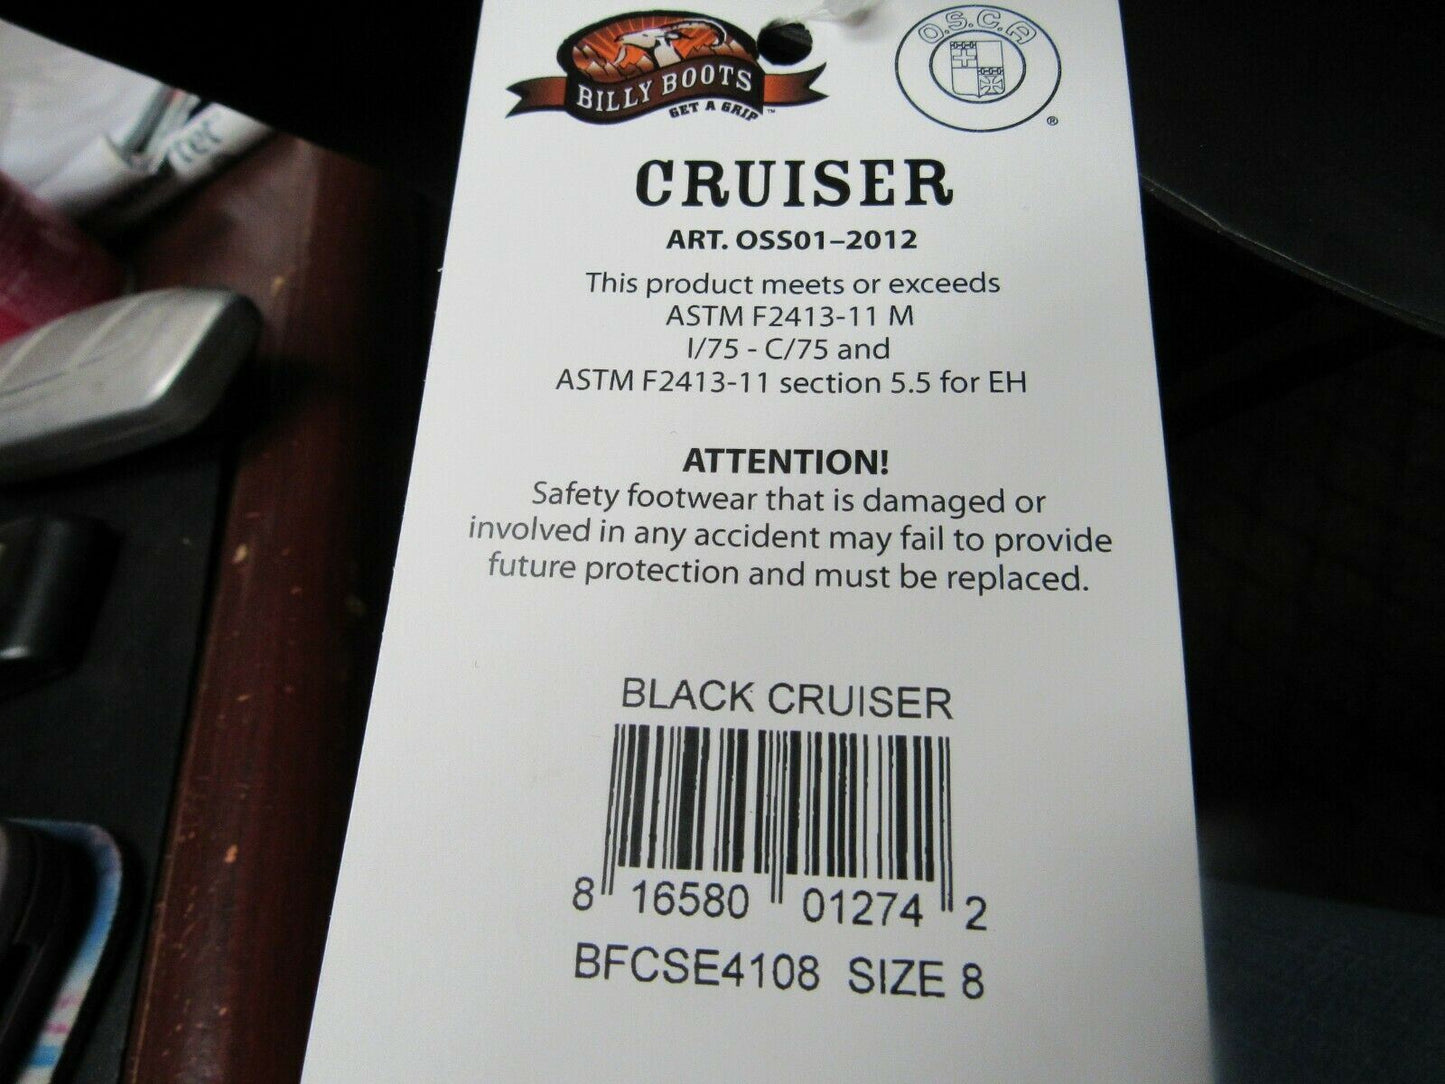 BILLY BOOTS
GET A GRIP™
O.S.C.A
®
CRUISER
ART. OSS01–2012
This product meets or exceeds
ASTM F2413-11 M
I/75 - C/75 and
ASTM F2413-11 section 5.5 for EH
ATTENTION!
Safety footwear that is damaged or
involved in any accident may fail to provide
future protection and must be replaced.
BLACK CRUISER
8 16580 01274 2
BFCSE4108 SIZE 8